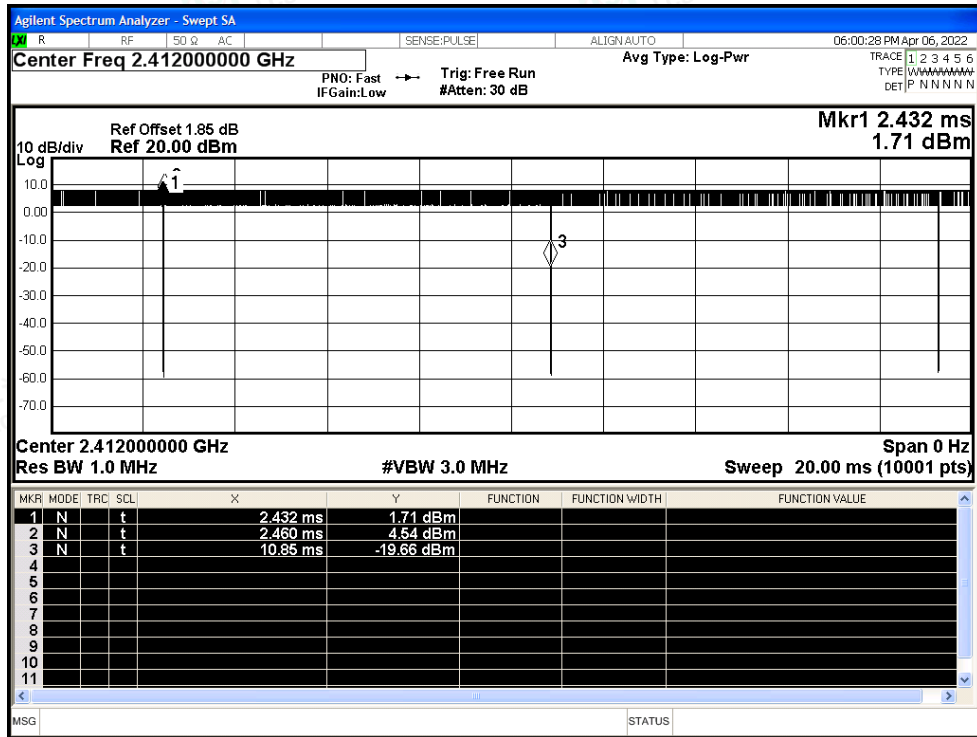 Agilent Spectrum Analyzer - Swept SA
LXI R RF 50 Ω AC SENSE:PULSE ALIGN AUTO 06:00:28 PM Apr 06, 2022
Center Freq 2.412000000 GHz
PNO: Fast
IFGain:Low
Trig: Free Run
#Atten: 30 dB
Avg Type: Log-Pwr
TRACE 1 2 3 4 5 6
TYPE WWWWWW
DET P N N N N N
Mkr1 2.432 ms
1.71 dBm
Ref Offset 1.85 dB
10 dB/div Ref 20.00 dBm
Log
10.0
0.00
-10.0
-20.0
-30.0
-40.0
-50.0
-60.0
-70.0
1
3
Center 2.412000000 GHz Span 0 Hz
Res BW 1.0 MHz #VBW 3.0 MHz Sweep 20.00 ms (10001 pts)
MKR MODE TRC SCL X Y FUNCTION FUNCTION WIDTH FUNCTION VALUE
1 N t 2.432 ms 1.71 dBm
2 N t 2.460 ms 4.54 dBm
3 N t 10.85 ms -19.66 dBm
4
5
6
7
8
9
10
11
MSG STATUS